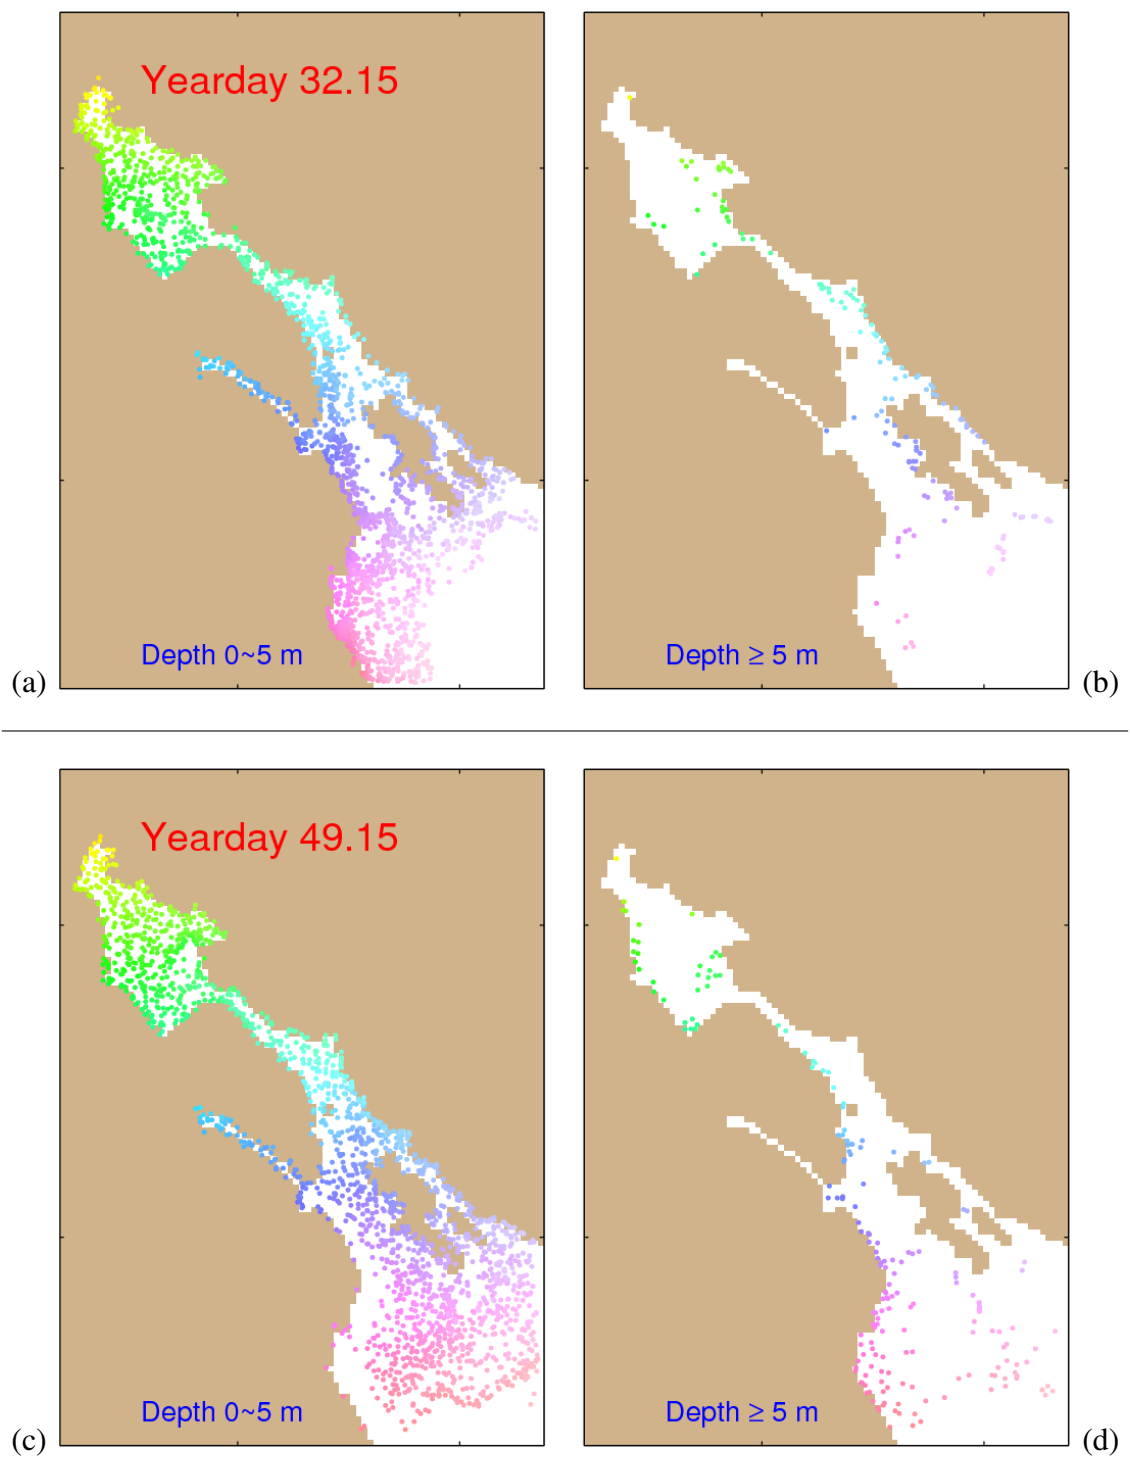 Yearday 32.15
Depth 0~5 m
Depth ≥ 5 m
(a)
(b)
Yearday 49.15
Depth 0~5 m
Depth ≥ 5 m
(c)
(d)